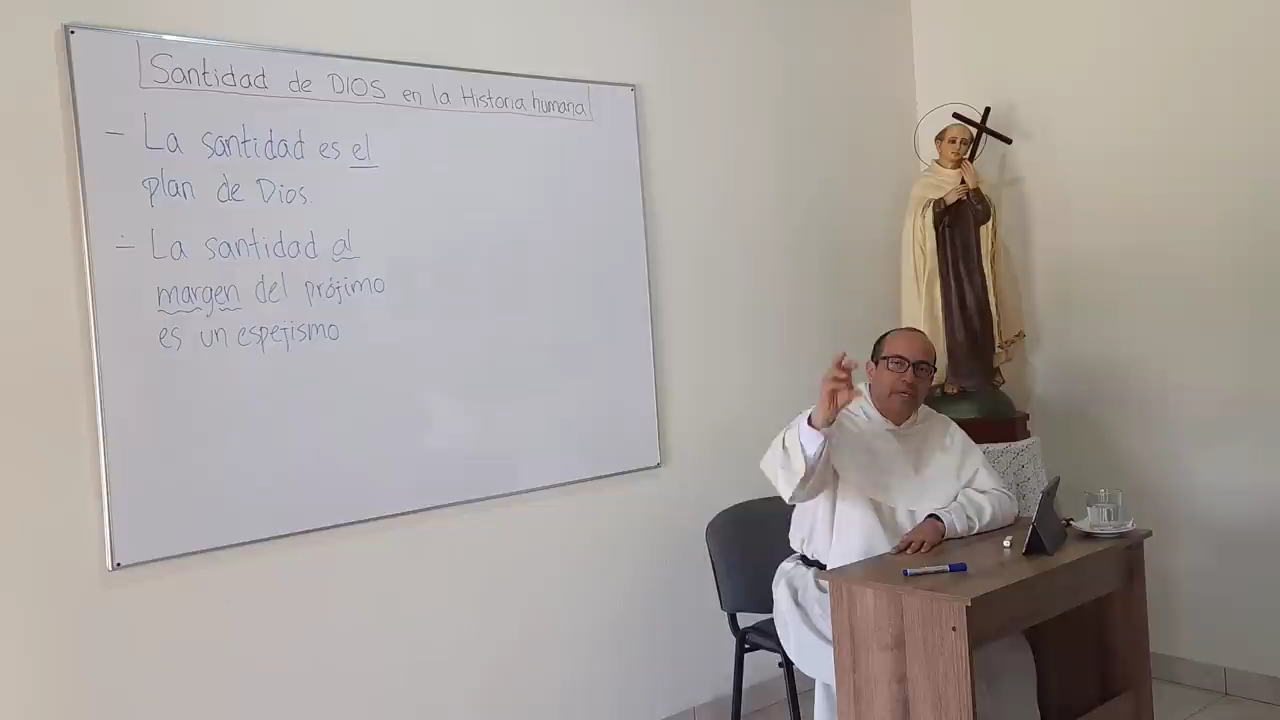 Santidad de DIOS en la Historia humana
- La santidad es el
plan de Dios.
- La santidad al
margen del prójimo
es un espejismo